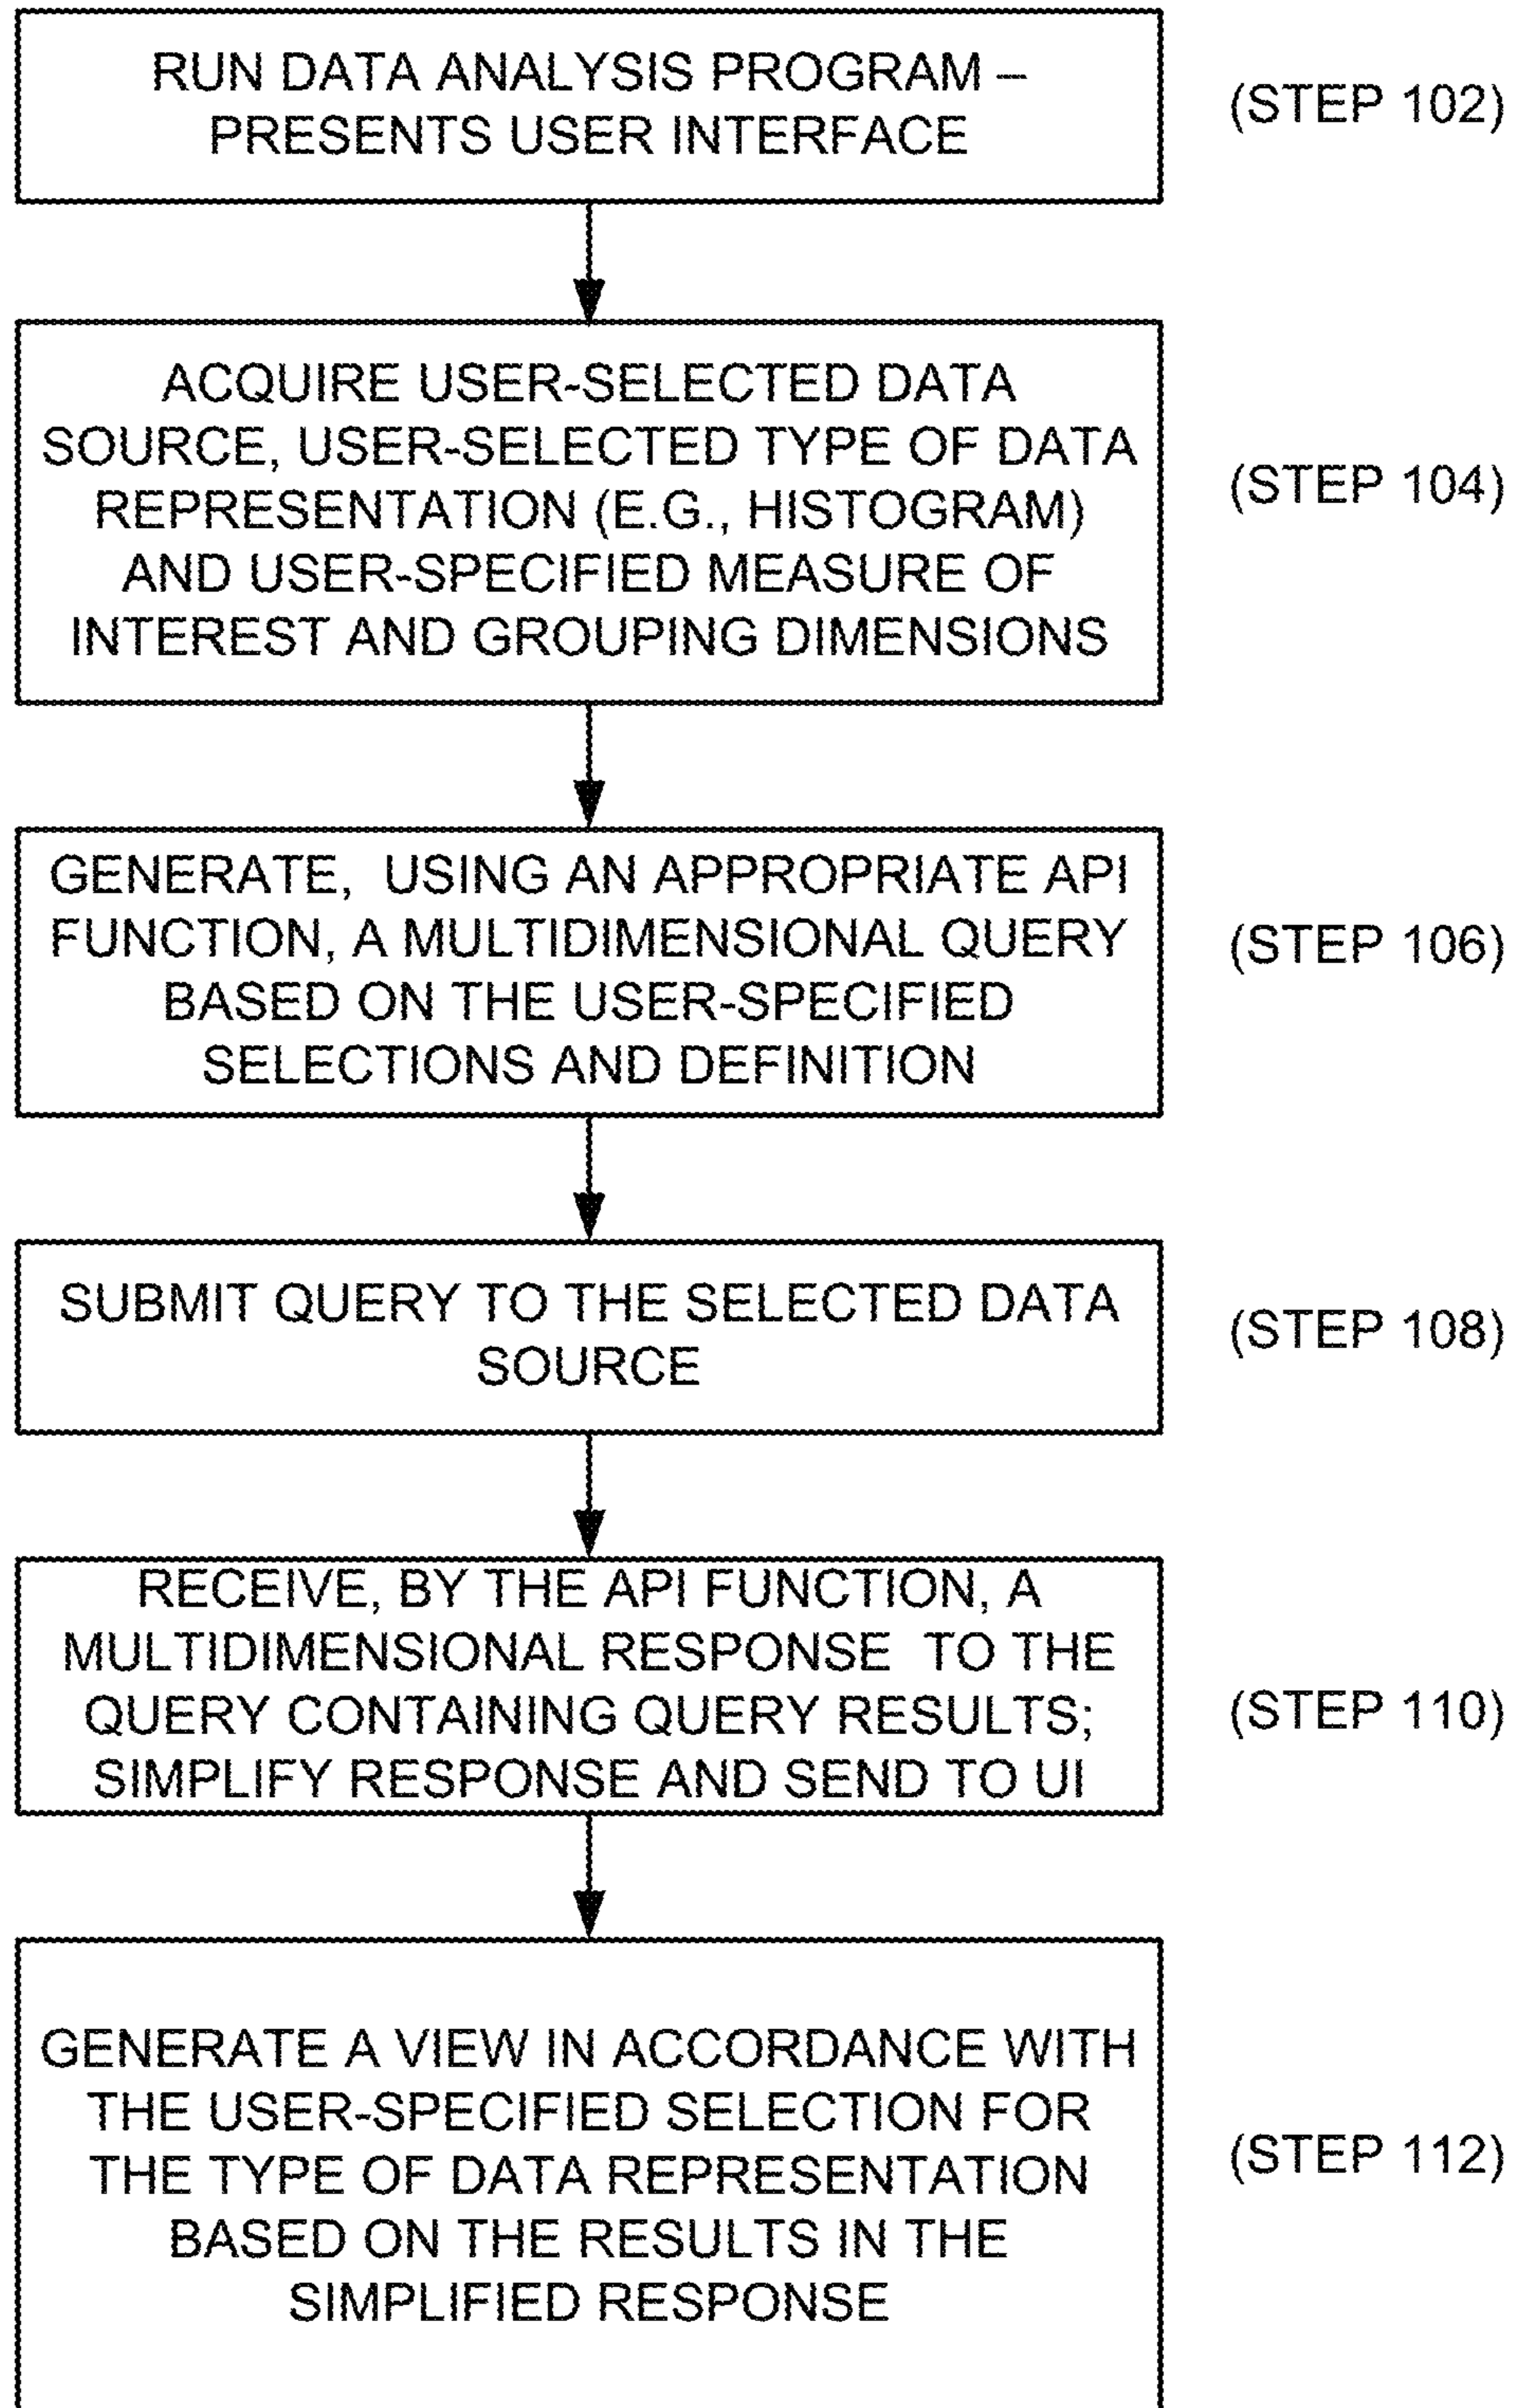 RUN DATA ANALYSIS PROGRAM –
PRESENTS USER INTERFACE
(STEP 102)
ACQUIRE USER-SELECTED DATA
SOURCE, USER-SELECTED TYPE OF DATA
REPRESENTATION (E.G., HISTOGRAM)
AND USER-SPECIFIED MEASURE OF
INTEREST AND GROUPING DIMENSIONS
(STEP 104)
GENERATE, USING AN APPROPRIATE API
FUNCTION, A MULTIDIMENSIONAL QUERY
BASED ON THE USER-SPECIFIED
SELECTIONS AND DEFINITION
(STEP 106)
SUBMIT QUERY TO THE SELECTED DATA
SOURCE
(STEP 108)
RECEIVE, BY THE API FUNCTION, A
MULTIDIMENSIONAL RESPONSE TO THE
QUERY CONTAINING QUERY RESULTS;
SIMPLIFY RESPONSE AND SEND TO UI
(STEP 110)
GENERATE A VIEW IN ACCORDANCE WITH
THE USER-SPECIFIED SELECTION FOR
THE TYPE OF DATA REPRESENTATION
BASED ON THE RESULTS IN THE
SIMPLIFIED RESPONSE
(STEP 112)